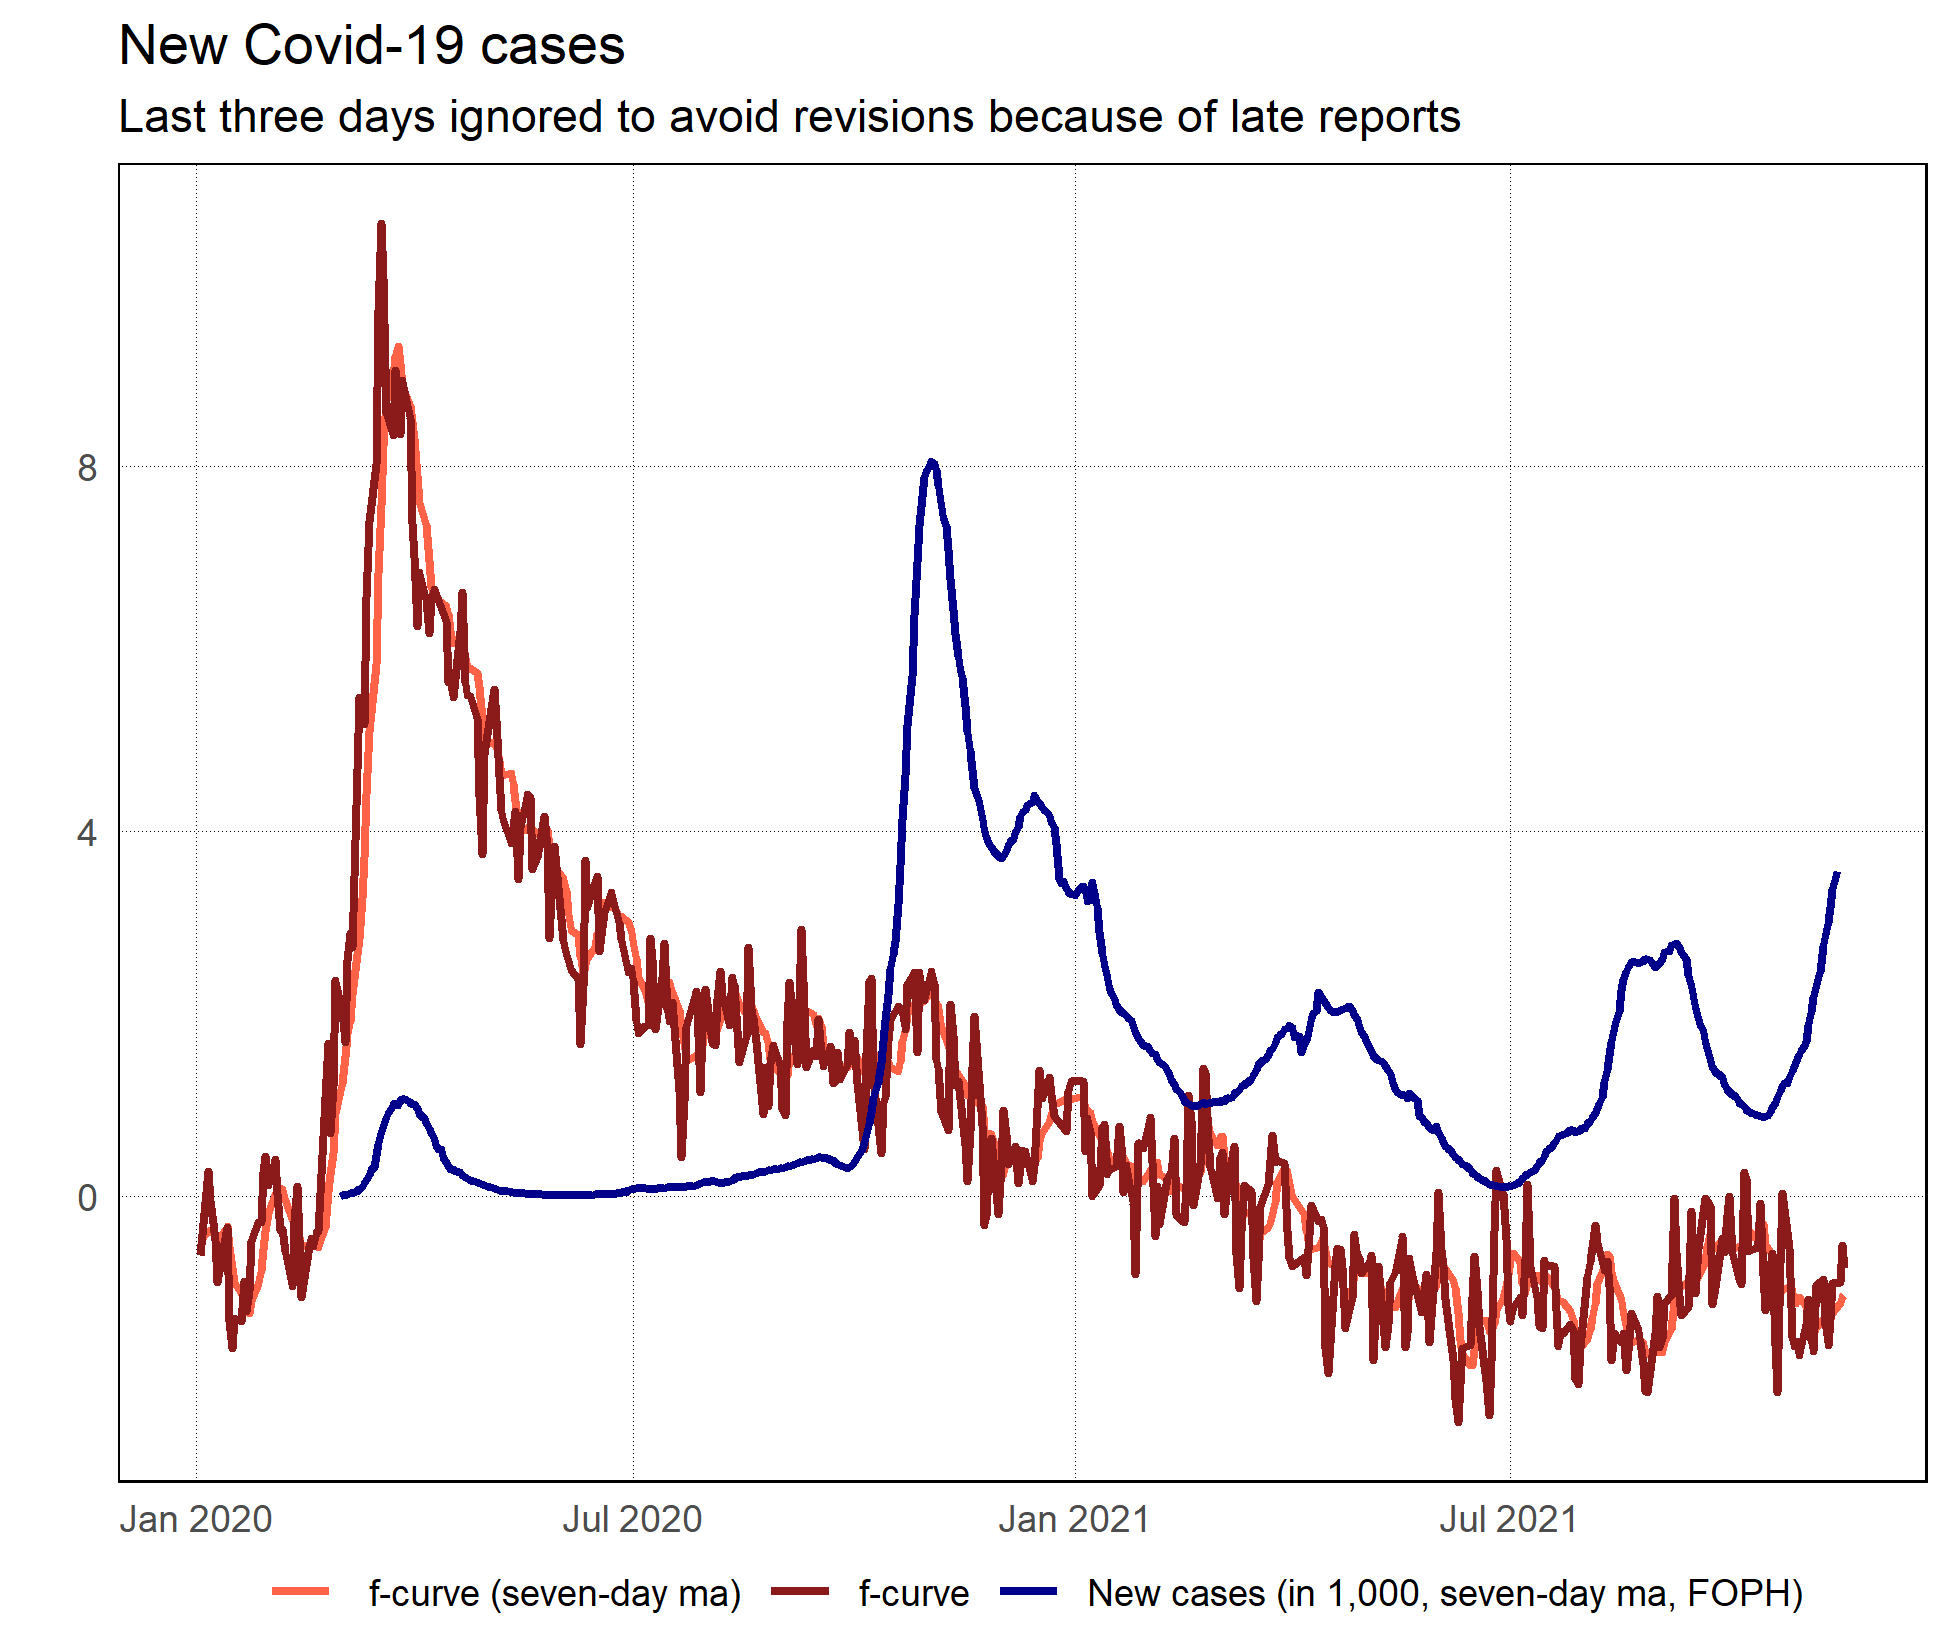 New Covid-19 cases
Last three days ignored to avoid revisions because of late reports
8
4
0
Jan 2020 Jul 2020 Jan 2021 Jul 2021
f-curve (seven-day ma) f-curve New cases (in 1,000, seven-day ma, FOPH)